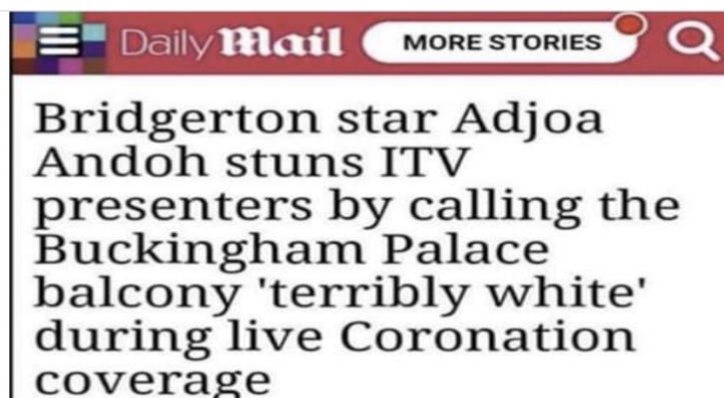 Daily Mail MORE STORIES
Bridgerton star Adjoa
Andoh stuns ITV
presenters by calling the
Buckingham Palace
balcony 'terribly white'
during live Coronation
coverage